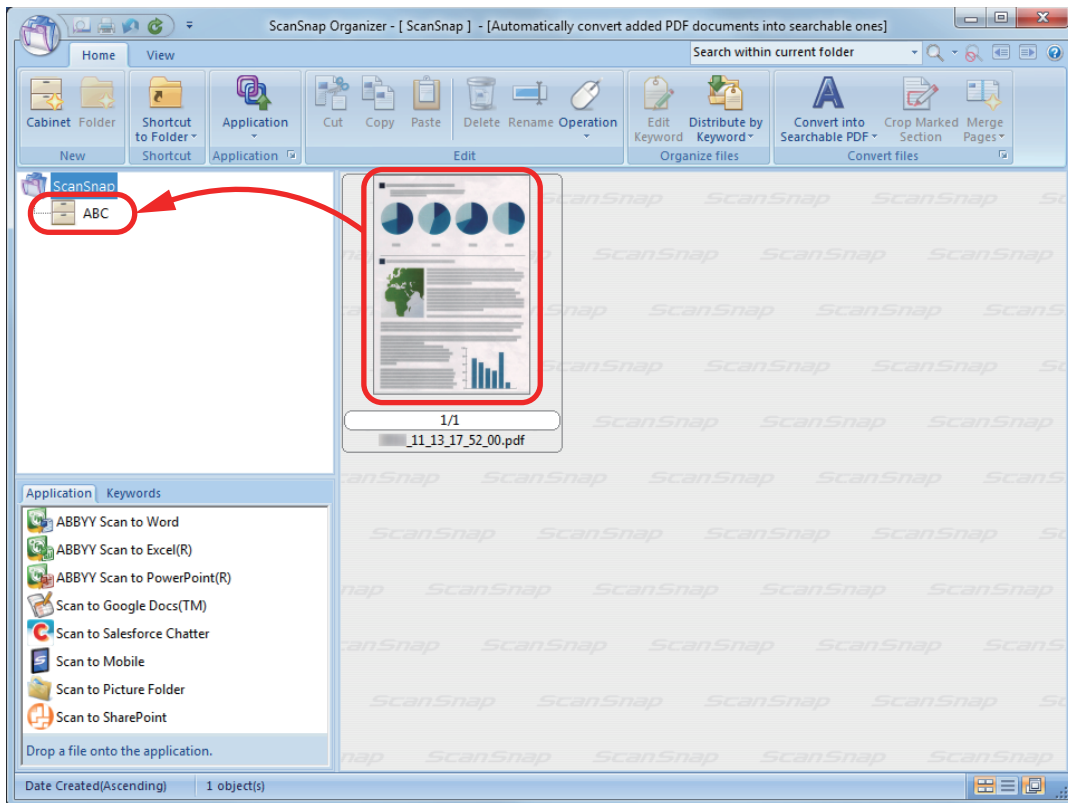 ScanSnap Organizer - [ ScanSnap ] - [Automatically convert added PDF documents into searchable ones]
Home View
Search within current folder
Cabinet Folder Shortcut to Folder Application Cut Copy Paste Delete Rename Operation Edit Keyword Distribute by Keyword Convert into Searchable PDF Crop Marked Section Merge Pages
New Shortcut Application Edit Organize files Convert files
ScanSnap
ABC
1/1
_11_13_17_52_00.pdf
Application Keywords
ABBYY Scan to Word
ABBYY Scan to Excel(R)
ABBYY Scan to PowerPoint(R)
Scan to Google Docs(TM)
Scan to Salesforce Chatter
Scan to Mobile
Scan to Picture Folder
Scan to SharePoint
Drop a file onto the application.
Date Created(Ascending) 1 object(s)